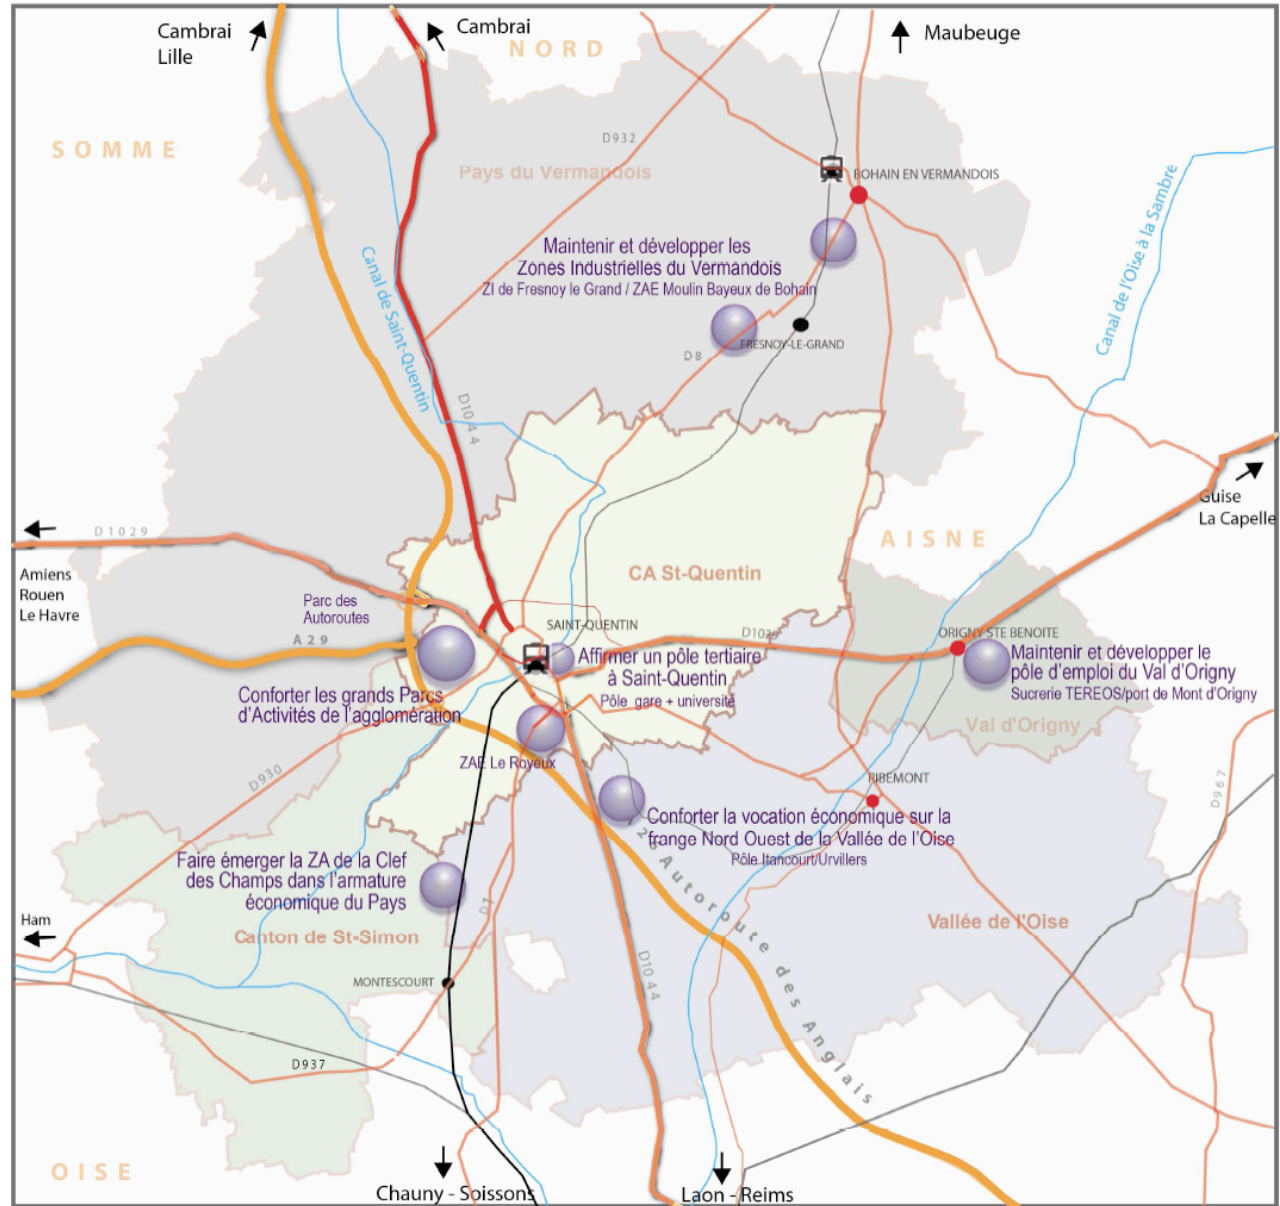 Cambrai
Lille
Cambrai
NORD
Maubeuge
SOMME
D932
Pays du Vermandois
BOHAIN EN VERMANDOIS
Canal de l'Oise à la Sambre
Maintenir et développer les
Zones Industrielles du Vermandois
ZI de Fresnoy le Grand / ZAE Moulin Bayeux de Bohain
Canal de Saint-Quentin
FRESNOY-LE-GRAND
D8
D1044
Guise
La Capelle
D1029
AISNE
Amiens
Rouen
Le Havre
CA St-Quentin
Parc des
Autoroutes
A29
SAINT-QUENTIN
D1029
ORIGNY STE BENOITE
Affirmer un pôle tertiaire
à Saint-Quentin
Pôle gare + université
Maintenir et développer le
pôle d'emploi du Val d'Origny
Sucrerie TEREOS/port de Mont d'Origny
Conforter les grands Parcs
d'Activités de l'agglomération
Val d'Origny
ZAE Le Royeux
D930
RIBEMONT
D967
Conforter la vocation économique sur la
frange Nord Ouest de la Vallée de l'Oise
Pôle Itancourt/Urvillers
A26 Autoroute des Anglais
Faire émerger la ZA de la Clef
des Champs dans l'armature
économique du Pays
D1
Ham
Canton de St-Simon
Vallée de l'Oise
MONTESCOURT
D1044
D937
OISE
Chauny - Soissons
Laon - Reims